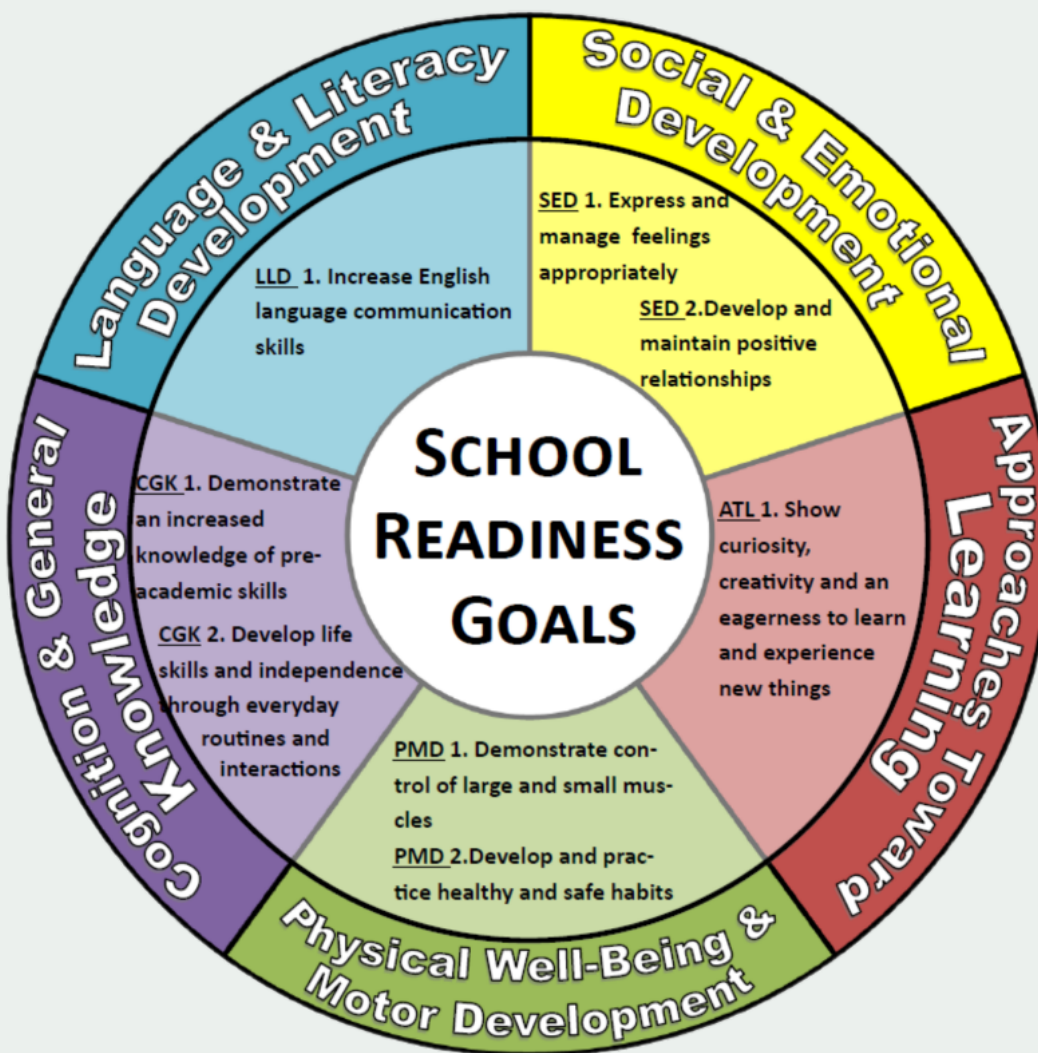 SCHOOL
READINESS
GOALS
Social & Emotional
Development
SED 1. Express and
manage feelings
appropriately
SED 2.Develop and
maintain positive
relationships
Approaches Toward
Learning
ATL 1. Show
curiosity,
creativity and an
eagerness to learn
and experience
new things
Physical Well-Being &
Motor Development
PMD 1. Demonstrate con-
trol of large and small mus-
cles
PMD 2.Develop and prac-
tice healthy and safe habits
Cognition & General
Knowledge
CGK 1. Demonstrate
an increased
knowledge of pre-
academic skills
CGK 2. Develop life
skills and independence
through everyday
routines and
interactions
Language & Literacy
Development
LLD 1. Increase English
language communication
skills